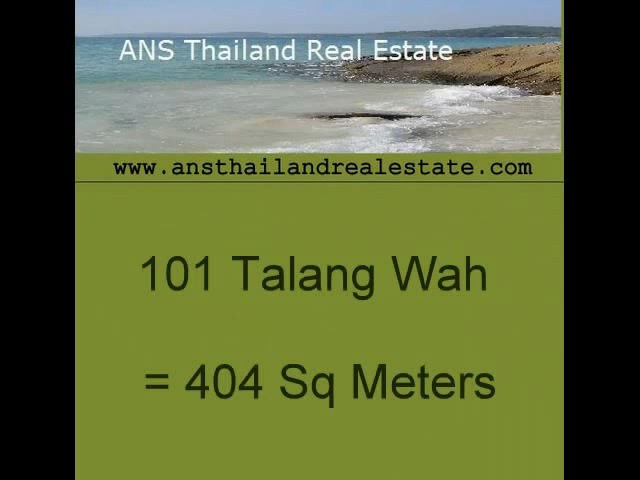 ANS Thailand Real Estate
www.ansthailandrealestate.com
101 Talang Wah
= 404 Sq Meters